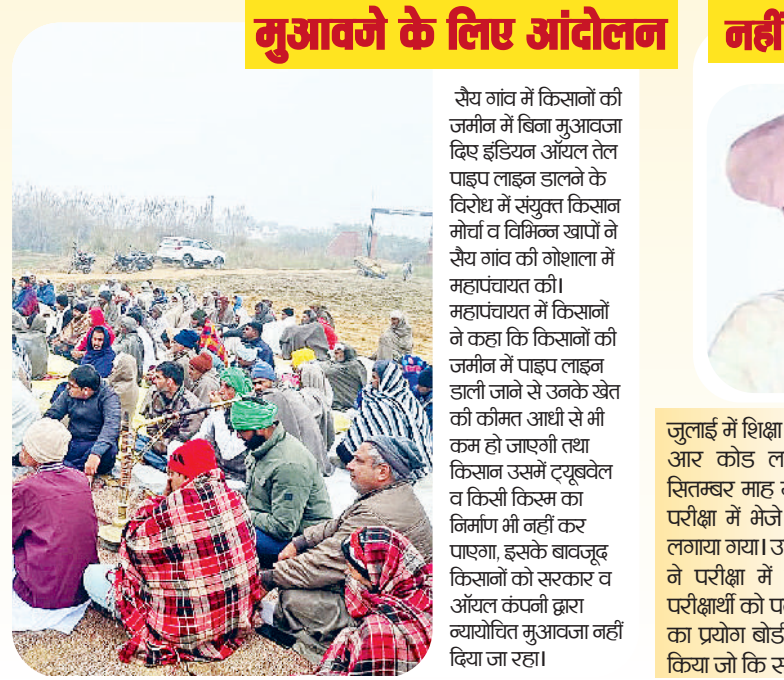 मुआवजे के लिए आंदोलन
सैय गांव में किसानों की
जमीन में बिना मुआवजा
दिए इंडियन ऑयल तेल
पाइप लाइन डालने के
विरोध में संयुक्त किसान
मोर्चा व विभिन्न खापों ने
सैय गांव की गोशाला में
महापंचायत की।
महापंचायत में किसानों
ने कहा कि किसानों की
जमीन में पाइप लाइन
डाली जाने से उनके खेत
की कीमत आधी से भी
कम हो जाएगी तथा
किसान उसमें ट्यूबवेल
व किसी किस्म का
निर्माण भी नहीं कर
पाएगा, इसके बावजूद
किसानों को सरकार व
ऑयल कंपनी द्वारा
न्यायोचित मुआवजा नहीं
दिया जा रहा।
नहीं
जुलाई में शिक्षा
आर कोड
सितम्बर माह
परीक्षा में भेजे
लगाया गया।
ने परीक्षा में
परीक्षार्थी को
का प्रयोग
किया जो कि